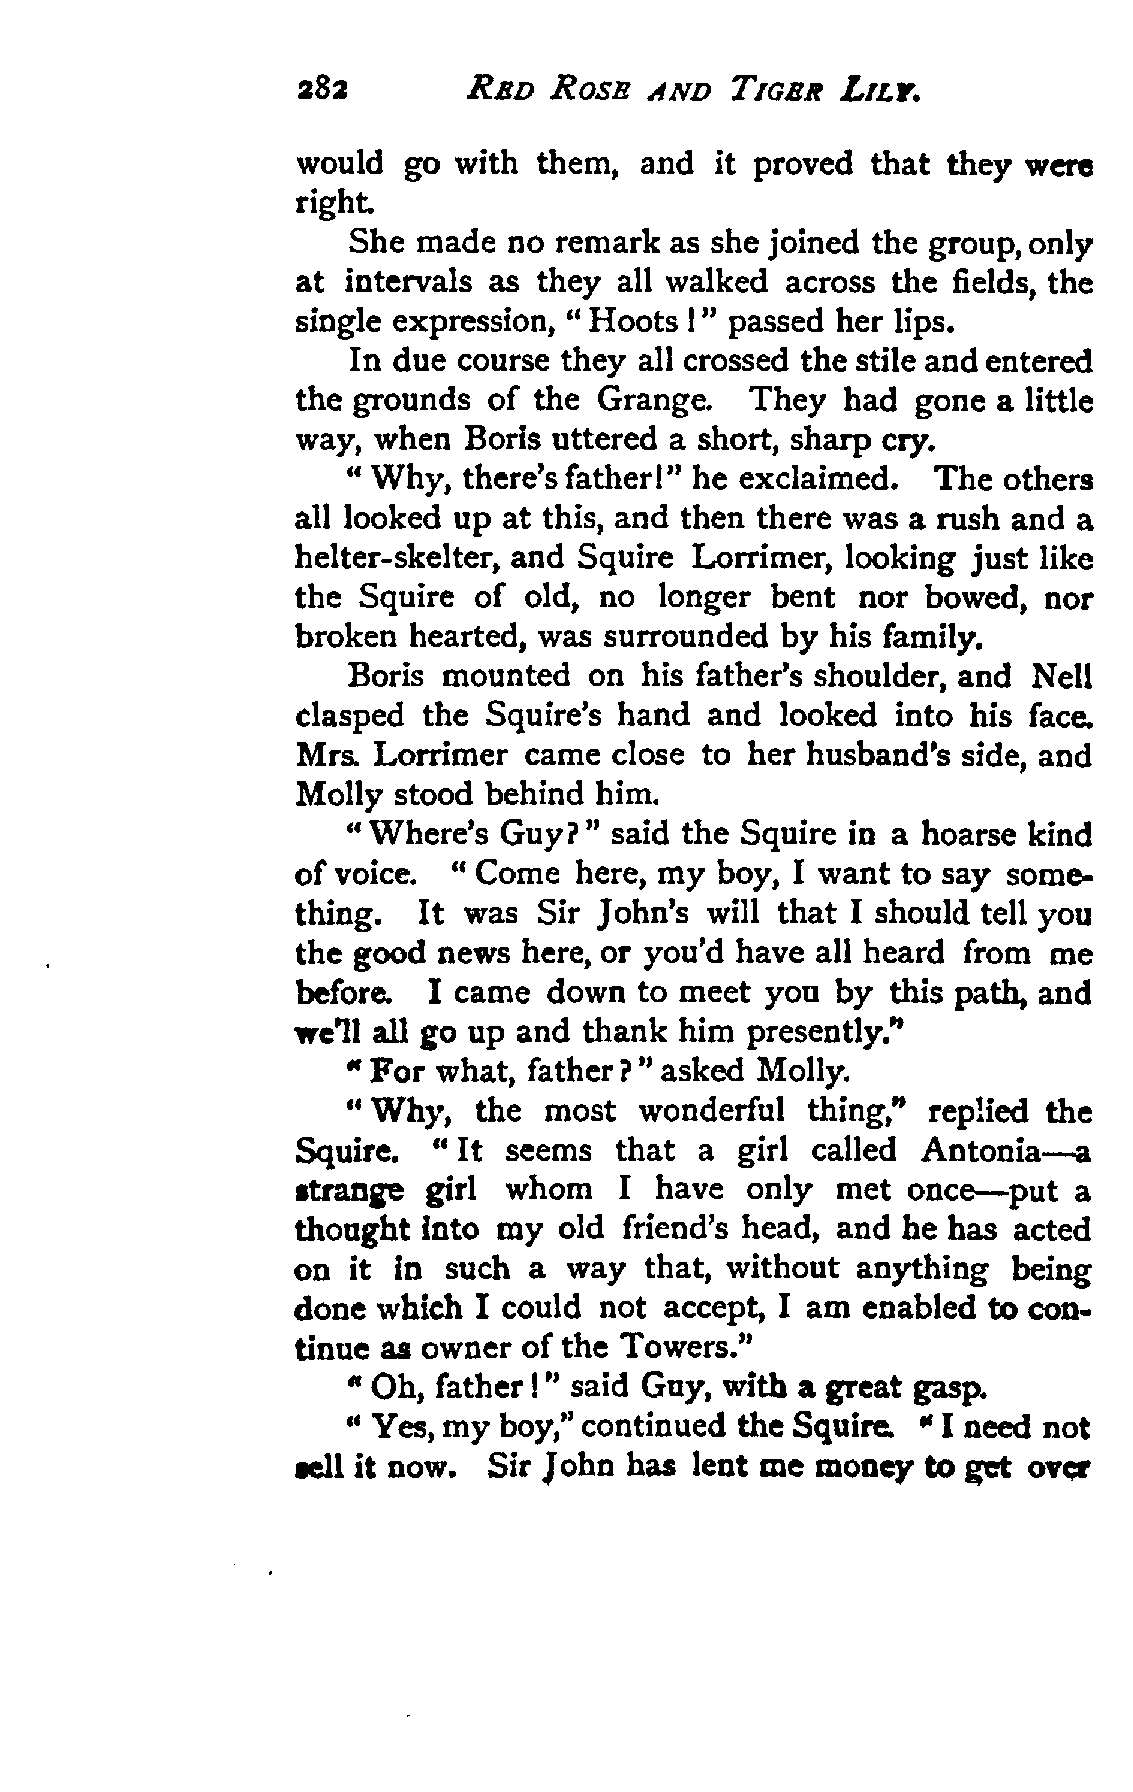 282 RED ROSE AND TIGER LILY.
would go with them, and it proved that they were
right.
She made no remark as she joined the group, only
at intervals as they all walked across the fields, the
single expression, "Hoots!" passed her lips.
In due course they all crossed the stile and entered
the grounds of the Grange. They had gone a little
way, when Boris uttered a short, sharp cry.
"Why, there's father!" he exclaimed. The others
all looked up at this, and then there was a rush and a
helter-skelter, and Squire Lorrimer, looking just like
the Squire of old, no longer bent nor bowed, nor
broken hearted, was surrounded by his family.
Boris mounted on his father's shoulder, and Nell
clasped the Squire's hand and looked into his face.
Mrs. Lorrimer came close to her husband's side, and
Molly stood behind him.
"Where's Guy?" said the Squire in a hoarse kind
of voice. "Come here, my boy, I want to say some-
thing. It was Sir John's will that I should tell you
the good news here, or you'd have all heard from me
before. I came down to meet you by this path, and
we'll all go up and thank him presently."
"For what, father?" asked Molly.
"Why, the most wonderful thing," replied the
Squire. "It seems that a girl called Antonia—a
strange girl whom I have only met once—put a
thought into my old friend's head, and he has acted
on it in such a way that, without anything being
done which I could not accept, I am enabled to con-
tinue as owner of the Towers."
"Oh, father!" said Guy, with a great gasp.
"Yes, my boy," continued the Squire. "I need not
sell it now. Sir John has lent me money to get over